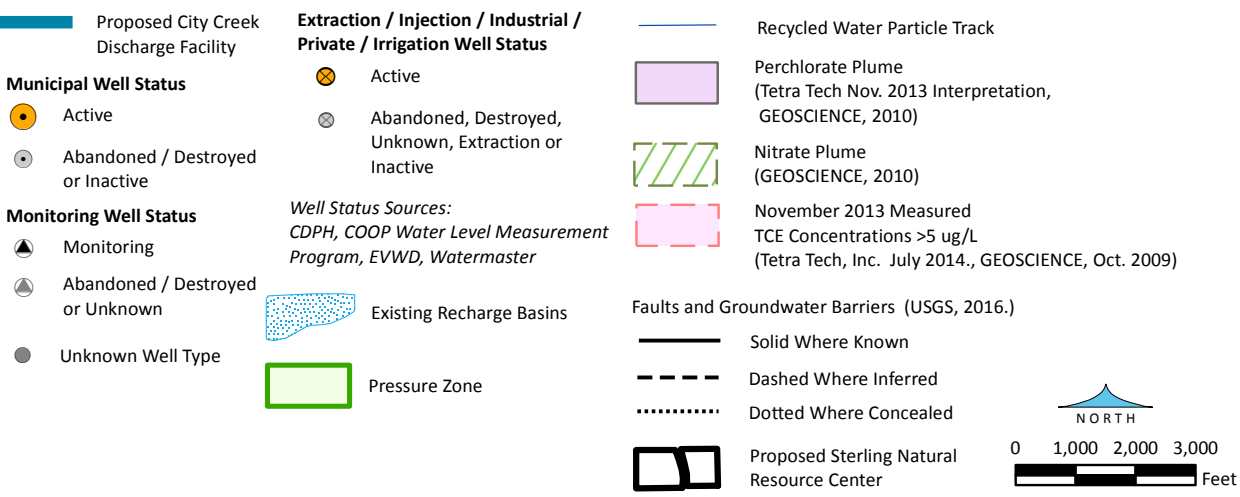 Proposed City Creek
Discharge Facility
Municipal Well Status
Active
Abandoned / Destroyed
or Inactive
Monitoring Well Status
Monitoring
Abandoned / Destroyed
or Unknown
Unknown Well Type
Extraction / Injection / Industrial /
Private / Irrigation Well Status
Active
Abandoned, Destroyed,
Unknown, Extraction or
Inactive
Well Status Sources:
CDPH, COOP Water Level Measurement
Program, EVWD, Watermaster
Existing Recharge Basins
Pressure Zone
Recycled Water Particle Track
Perchlorate Plume
(Tetra Tech Nov. 2013 Interpretation,
GEOSCIENCE, 2010)
Nitrate Plume
(GEOSCIENCE, 2010)
November 2013 Measured
TCE Concentrations >5 ug/L
(Tetra Tech, Inc. July 2014., GEOSCIENCE, Oct. 2009)
Faults and Groundwater Barriers (USGS, 2016.)
Solid Where Known
Dashed Where Inferred
Dotted Where Concealed
Proposed Sterling Natural
Resource Center
NORTH
0 1,000 2,000 3,000
Feet